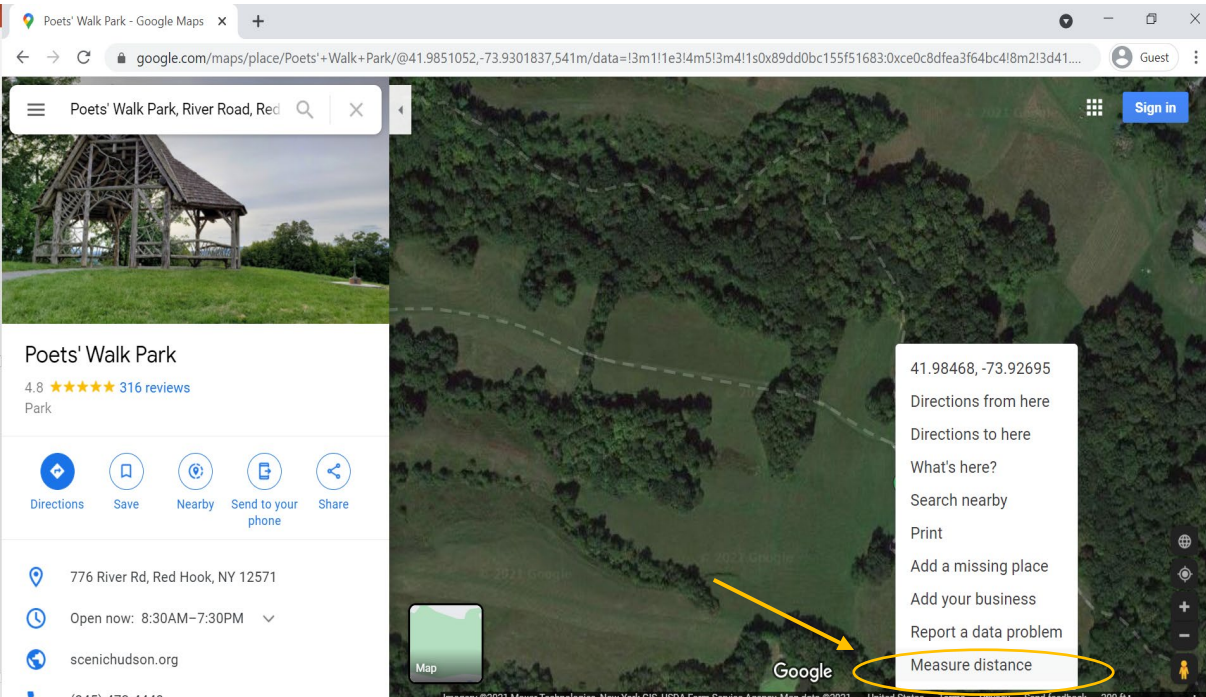 Poets' Walk Park - Google Maps
google.com/maps/place/Poets'+Walk+Park/@41.9851052,-73.9301837,541m/data=!3m1!1e3!4m5!3m4!1s0x89dd0bc155f51683:0xce0c8dfea3f64bc4!8m2!3d41....
Guest
Poets' Walk Park, River Road, Red
Sign in
Poets' Walk Park
4.8 316 reviews
Park
Directions
Save
Nearby
Send to your
phone
Share
776 River Rd, Red Hook, NY 12571
Open now: 8:30AM–7:30PM
scenichudson.org
41.98468, -73.92695
Directions from here
Directions to here
What's here?
Search nearby
Print
Add a missing place
Add your business
Report a data problem
Measure distance
© 2021 Google
2021 Google
Map
Google